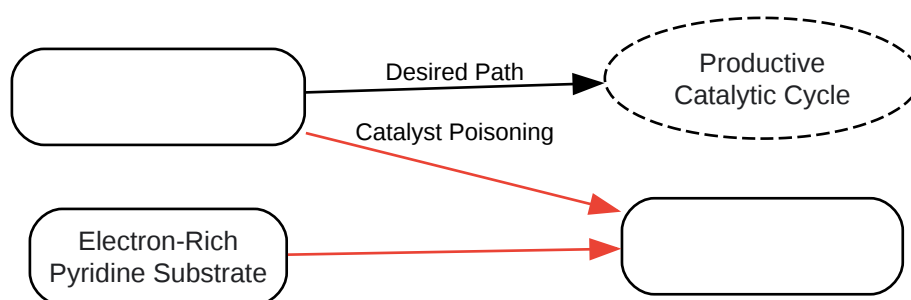 Desired Path
Productive
Catalytic Cycle
Catalyst Poisoning
Electron-Rich
Pyridine Substrate